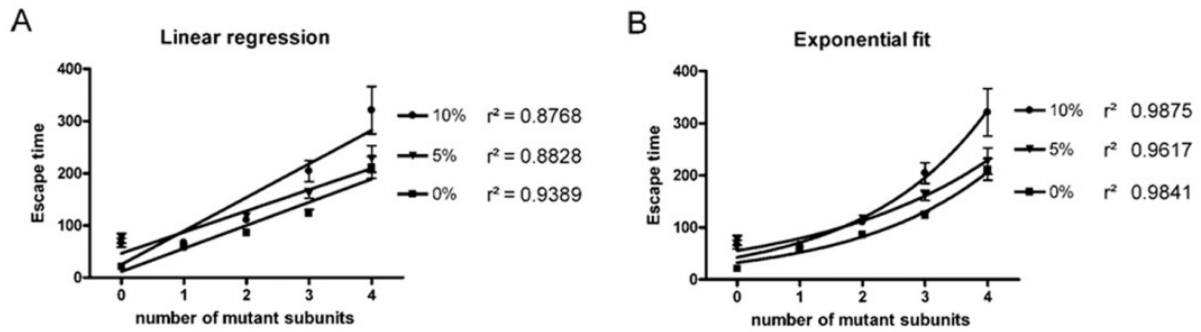 A
Linear regression
400
300
200
100
0
Escape time
0 1 2 3 4
number of mutant subunits
10% r² = 0.8768
5% r² = 0.8828
0% r² = 0.9389
B
Exponential fit
400
300
200
100
0
Escape time
0 1 2 3 4
number of mutant subunits
10% r² 0.9875
5% r² 0.9617
0% r² 0.9841